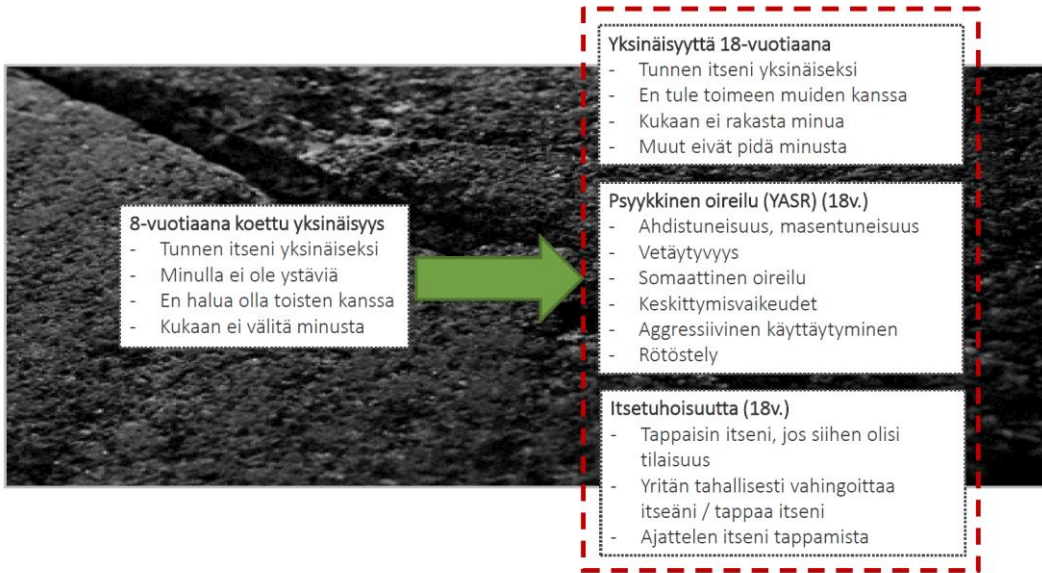 8-vuotiaana koettu yksinäisyys
- Tunnen itseni yksinäiseksi
- Minulla ei ole ystäviä
- En halua olla toisten kanssa
- Kukaan ei välitä minusta
Yksinäisyyttä 18-vuotiaana
- Tunnen itseni yksinäiseksi
- En tule toimeen muiden kanssa
- Kukaan ei rakasta minua
- Muut eivät pidä minusta
Psyykkinen oireilu (YASR) (18v.)
- Ahdistuneisuus, masentuneisuus
- Vetäytyvyys
- Somaattinen oireilu
- Keskittymisvaikeudet
- Aggressiivinen käyttäytyminen
- Rötöstely
Itsetuhoisuutta (18v.)
- Tappaisin itseni, jos siihen olisi
tilaisuus
- Yritän tahallisesti vahingoittaa
itseäni / tappaa itseni
- Ajattelen itseni tappamista